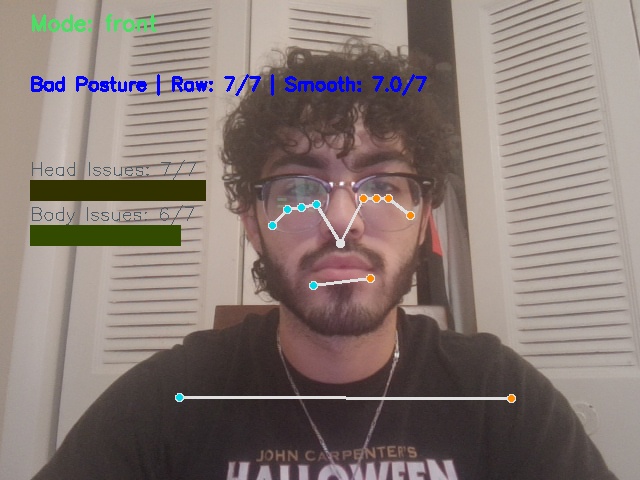 Mode: front
Bad Posture | Raw: 7/7 | Smooth: 7.0/7
Head Issues: 7/7
Body Issues: 6/7
JOHN CARPENTER'S
HALLOWEEN